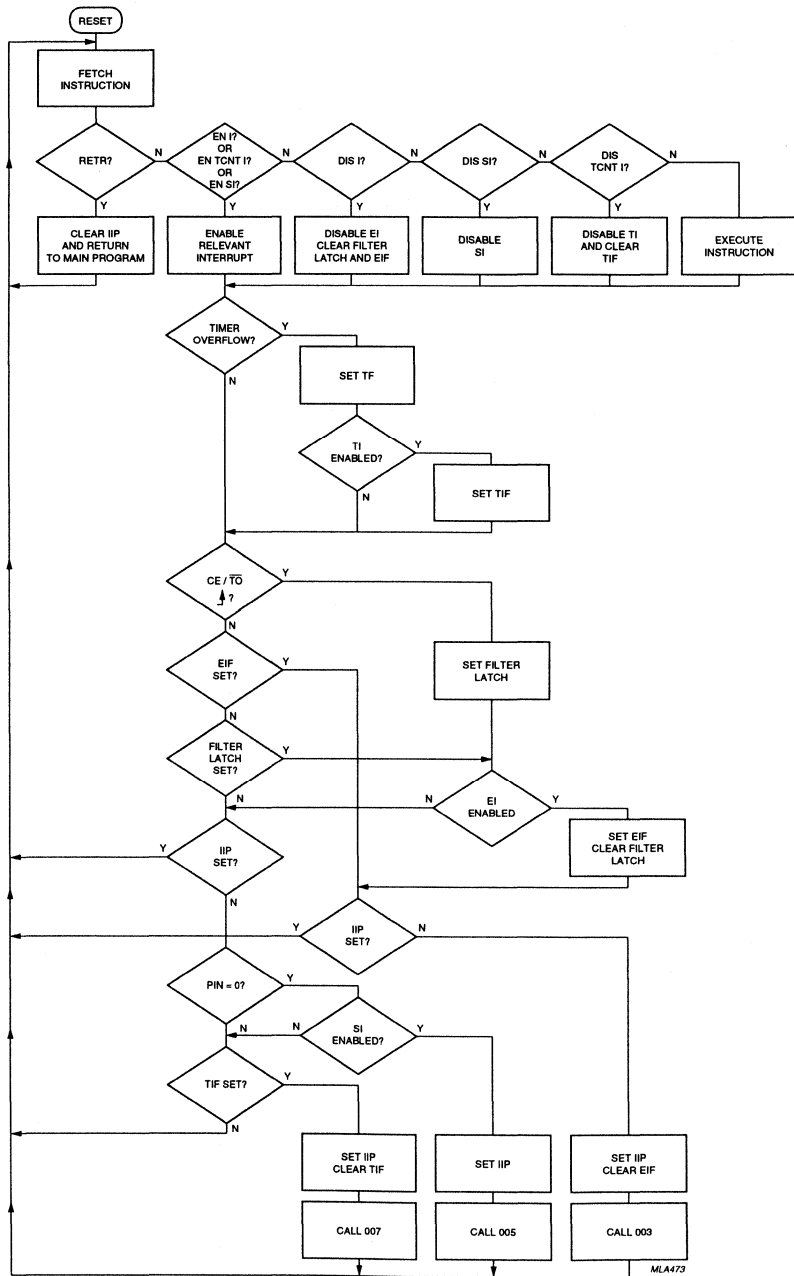 RESET
FETCH
INSTRUCTION
RETR?
N
Y
EN I?
OR
EN TCNT I?
OR
EN SI?
N
Y
DIS I?
N
Y
DIS SI?
N
Y
DIS
TCNT I?
N
Y
CLEAR IIP
AND RETURN
TO MAIN PROGRAM
ENABLE
RELEVANT
INTERRUPT
DISABLE EI
CLEAR FILTER
LATCH AND EIF
DISABLE
SI
DISABLE TI
AND CLEAR
TIF
EXECUTE
INSTRUCTION
TIMER
OVERFLOW?
Y
N
SET TF
TI
ENABLED?
Y
N
SET TIF
CE / T̅O̅
?
Y
N
EIF
SET?
Y
N
SET FILTER
LATCH
FILTER
LATCH
SET?
Y
N
EI
ENABLED
N
Y
SET EIF
CLEAR FILTER
LATCH
IIP
SET?
Y
N
IIP
SET?
Y
N
PIN = 0?
Y
N
SI
ENABLED?
N
Y
TIF SET?
Y
N
SET IIP
CLEAR TIF
SET IIP
SET IIP
CLEAR EIF
CALL 007
CALL 005
CALL 003
MLA473